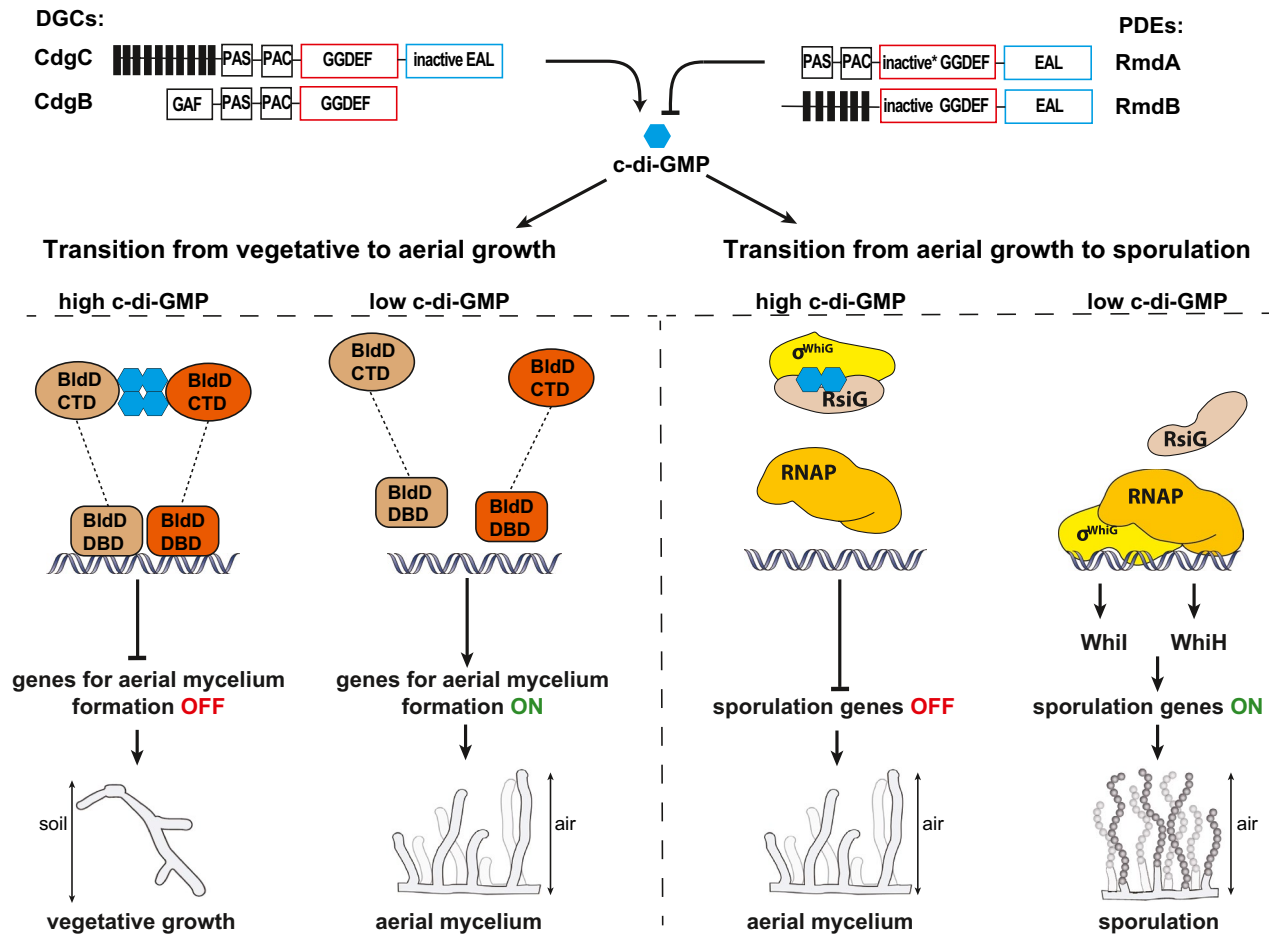 DGCs:
CdgC
PAS PAC GGDEF inactive EAL
CdgB
GAF PAS PAC GGDEF
PDEs:
PAS PAC inactive* GGDEF EAL
RmdA
inactive GGDEF EAL
RmdB
c-di-GMP
Transition from vegetative to aerial growth
high c-di-GMP
low c-di-GMP
BldD
CTD
BldD
CTD
BldD
DBD
BldD
DBD
BldD
CTD
BldD
CTD
BldD
DBD
BldD
DBD
genes for aerial mycelium
formation OFF
genes for aerial mycelium
formation ON
soil
vegetative growth
air
aerial mycelium
Transition from aerial growth to sporulation
high c-di-GMP
low c-di-GMP
σWhiG
RsiG
RNAP
RsiG
RNAP
σWhiG
WhiI
WhiH
sporulation genes OFF
sporulation genes ON
air
aerial mycelium
air
sporulation